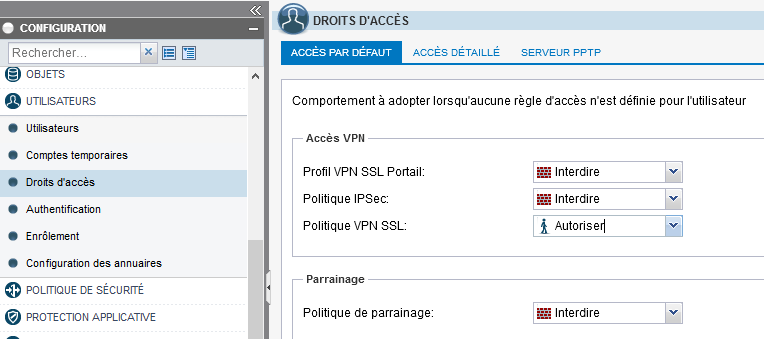 CONFIGURATION
Rechercher...
OBJETS
UTILISATEURS
Utilisateurs
Comptes temporaires
Droits d'accès
Authentification
Enrôlement
Configuration des annuaires
POLITIQUE DE SÉCURITÉ
PROTECTION APPLICATIVE
DROITS D'ACCÈS
ACCÈS PAR DÉFAUT ACCÈS DÉTAILLÉ SERVEUR PPTP
Comportement à adopter lorsqu'aucune règle d'accès n'est définie pour l'utilisateur
Accès VPN
Profil VPN SSL Portail: Interdire
Politique IPSec: Interdire
Politique VPN SSL: Autoriser
Parrainage
Politique de parrainage: Interdire